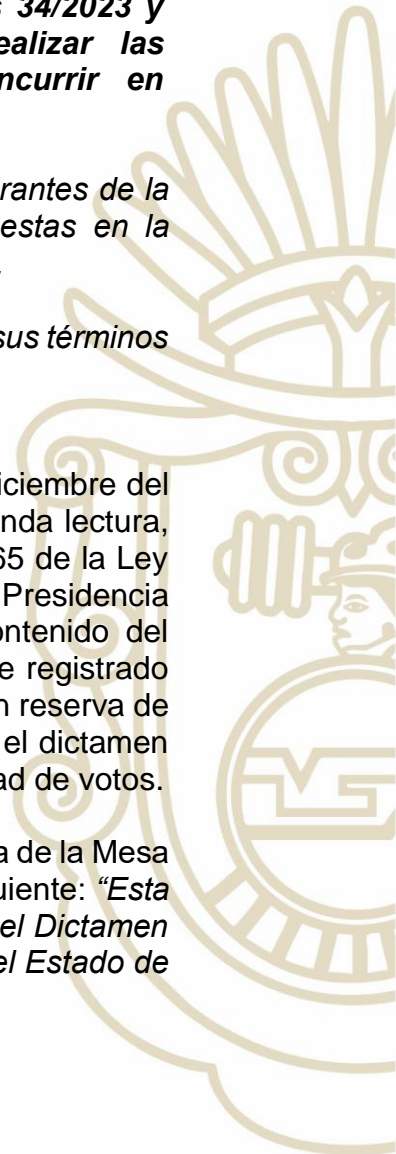 34/2023 y
ealizar las
ncurrir en
rantes de la
estas en la
sus términos
iciembre del
nda lectura,
65 de la Ley
Presidencia
ontenido del
e registrado
n reserva de
el dictamen
ad de votos.
a de la Mesa
uiente: “Esta
el Dictamen
el Estado de